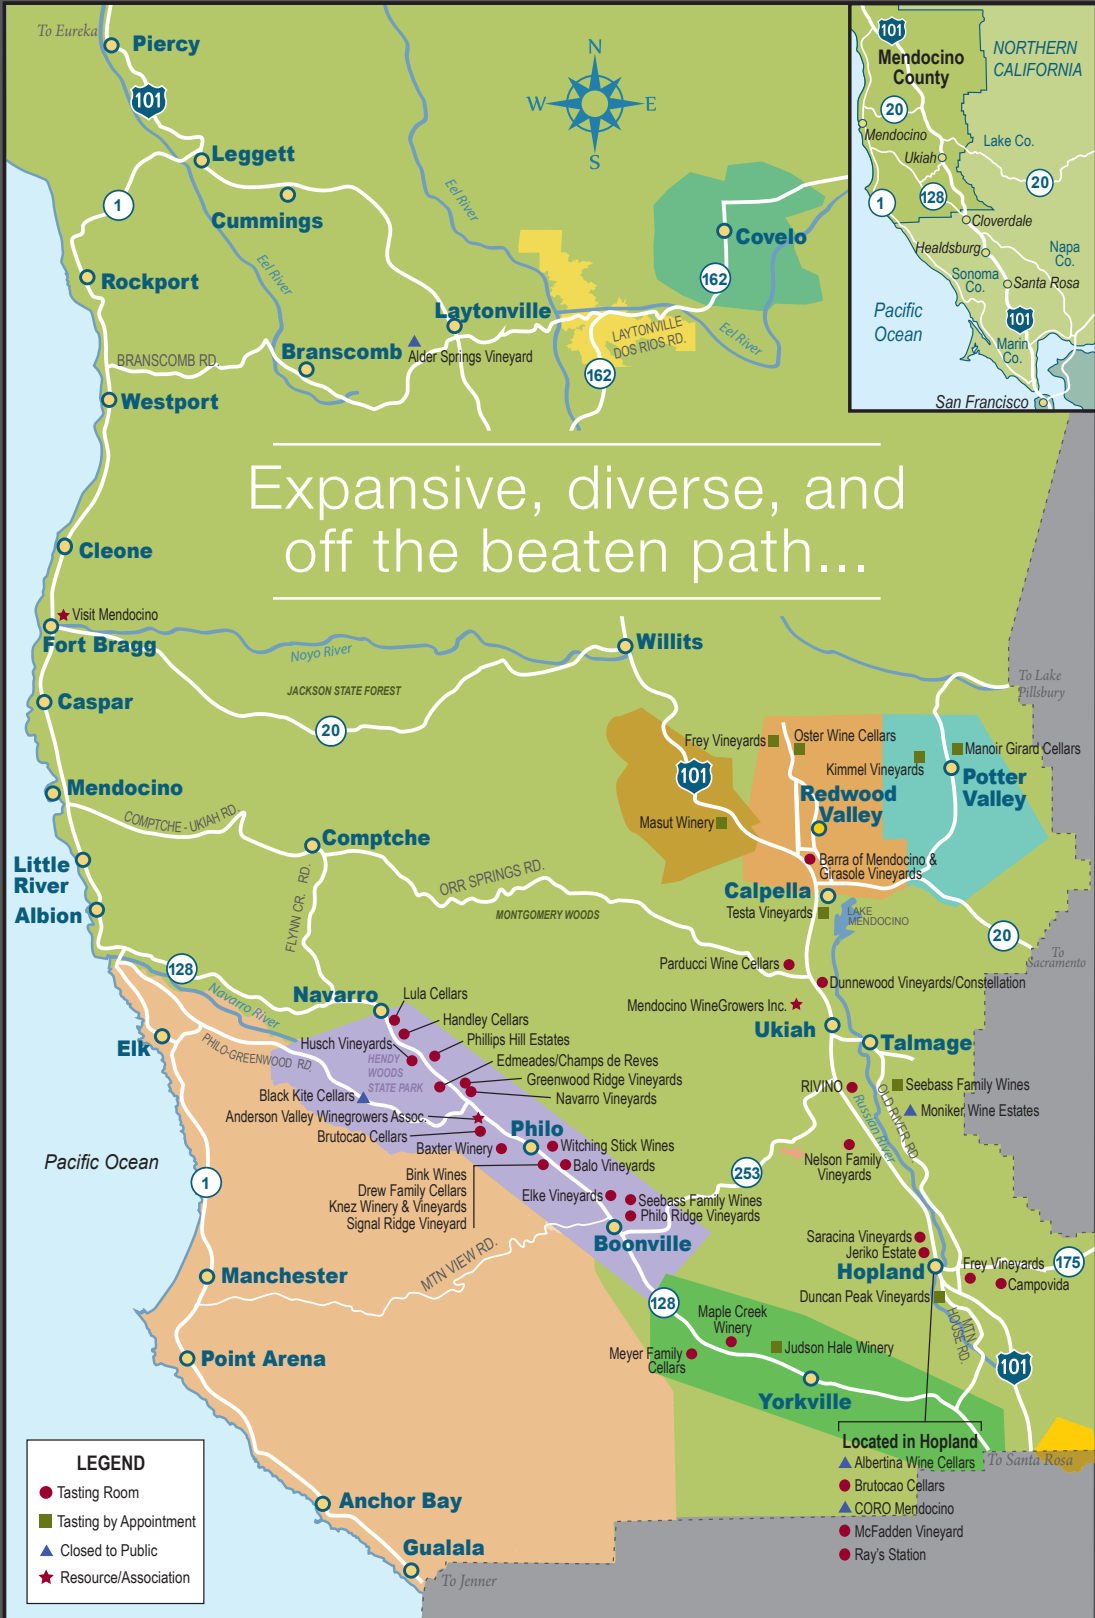 To Eureka
Piercy
101
Leggett
1
Cummings
Eel River
Eel River
Rockport
N
W
E
S
Covelo
162
Laytonville
LAYTONVILLE
DOS RIOS RD.
Eel River
162
BRANSCOMB RD.
Branscomb
Alder Springs Vineyard
Westport
101
Mendocino
County
NORTHERN
CALIFORNIA
20
Mendocino
Lake Co.
Ukiah
20
128
1
Cloverdale
Healdsburg
Napa
Co.
Sonoma
Co.
Santa Rosa
Pacific
Ocean
101
Marin
Co.
San Francisco
Expansive, diverse, and
off the beaten path...
Cleone
Visit Mendocino
Fort Bragg
Noyo River
Willits
JACKSON STATE FOREST
Caspar
20
To Lake
Pillsbury
Frey Vineyards
Oster Wine Cellars
Manoir Girard Cellars
Kimmel Vineyards
101
Potter
Valley
Redwood
Valley
Masut Winery
Mendocino
COMPTCHE - UKIAH RD.
Comptche
Barra of Mendocino &
Girasole Vineyards
Little
River
Albion
FLYNN CR. RD.
ORR SPRINGS RD.
MONTGOMERY WOODS
Calpella
Testa Vineyards
LAKE
MENDOCINO
20
To
Sacramento
128
Parducci Wine Cellars
Dunnewood Vineyards/Constellation
Navarro River
Navarro
Lula Cellars
Mendocino WineGrowers Inc.
Handley Cellars
Ukiah
Talmage
Elk
PHILO-GREENWOOD RD.
Husch Vineyards
Phillips Hill Estates
HENDY
WOODS
STATE PARK
Edmeades/Champs de Reves
Greenwood Ridge Vineyards
Navarro Vineyards
Black Kite Cellars
Anderson Valley Winegrowers Assoc.
Brutocao Cellars
Philo
RIVINO
Russian River
OLD RIVER RD.
Seebass Family Wines
Moniker Wine Estates
Baxter Winery
Witching Stick Wines
Balo Vineyards
Pacific Ocean
Bink Wines
Drew Family Cellars
Knez Winery & Vineyards
Signal Ridge Vineyard
1
253
Nelson Family
Vineyards
Elke Vineyards
Seebass Family Wines
Philo Ridge Vineyards
Boonville
MTN VIEW RD.
Saracina Vineyards
Jeriko Estate
Hopland
Frey Vineyards
175
Campovida
Manchester
Duncan Peak Vineyards
MTN.
HOUSE RD.
128
Maple Creek
Winery
Judson Hale Winery
Meyer Family
Cellars
Point Arena
101
Yorkville
Located in Hopland
Albertina Wine Cellars
Brutocao Cellars
CORO Mendocino
McFadden Vineyard
Ray's Station
To Santa Rosa
Anchor Bay
Gualala
To Jenner
LEGEND
Tasting Room
Tasting by Appointment
Closed to Public
Resource/Association